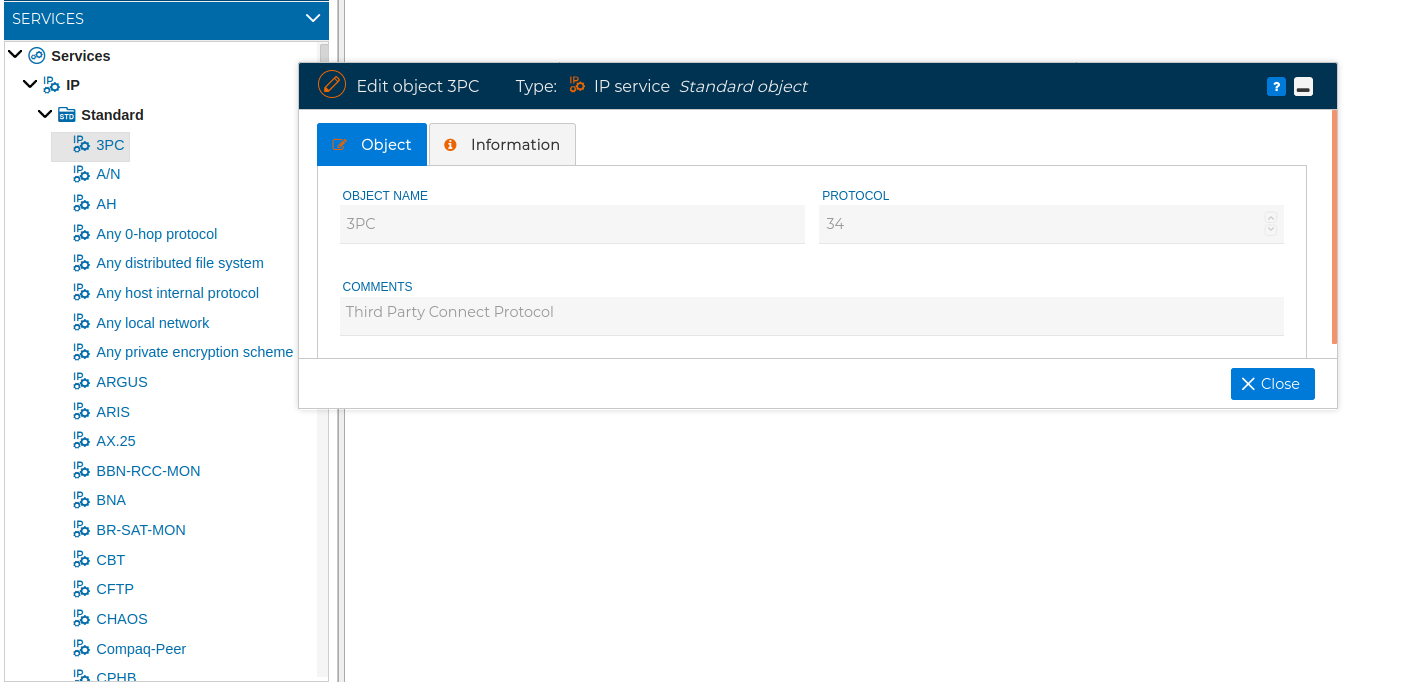 SERVICES
Services
IP
Standard
3PC
A/N
AH
Any 0-hop protocol
Any distributed file system
Any host internal protocol
Any local network
Any private encryption scheme
ARGUS
ARIS
AX.25
BBN-RCC-MON
BNA
BR-SAT-MON
CBT
CFTP
CHAOS
Compaq-Peer
CPHB
Edit object 3PC Type: IP service Standard object ?
Object Information
OBJECT NAME PROTOCOL
3PC 34
COMMENTS
Third Party Connect Protocol
Close